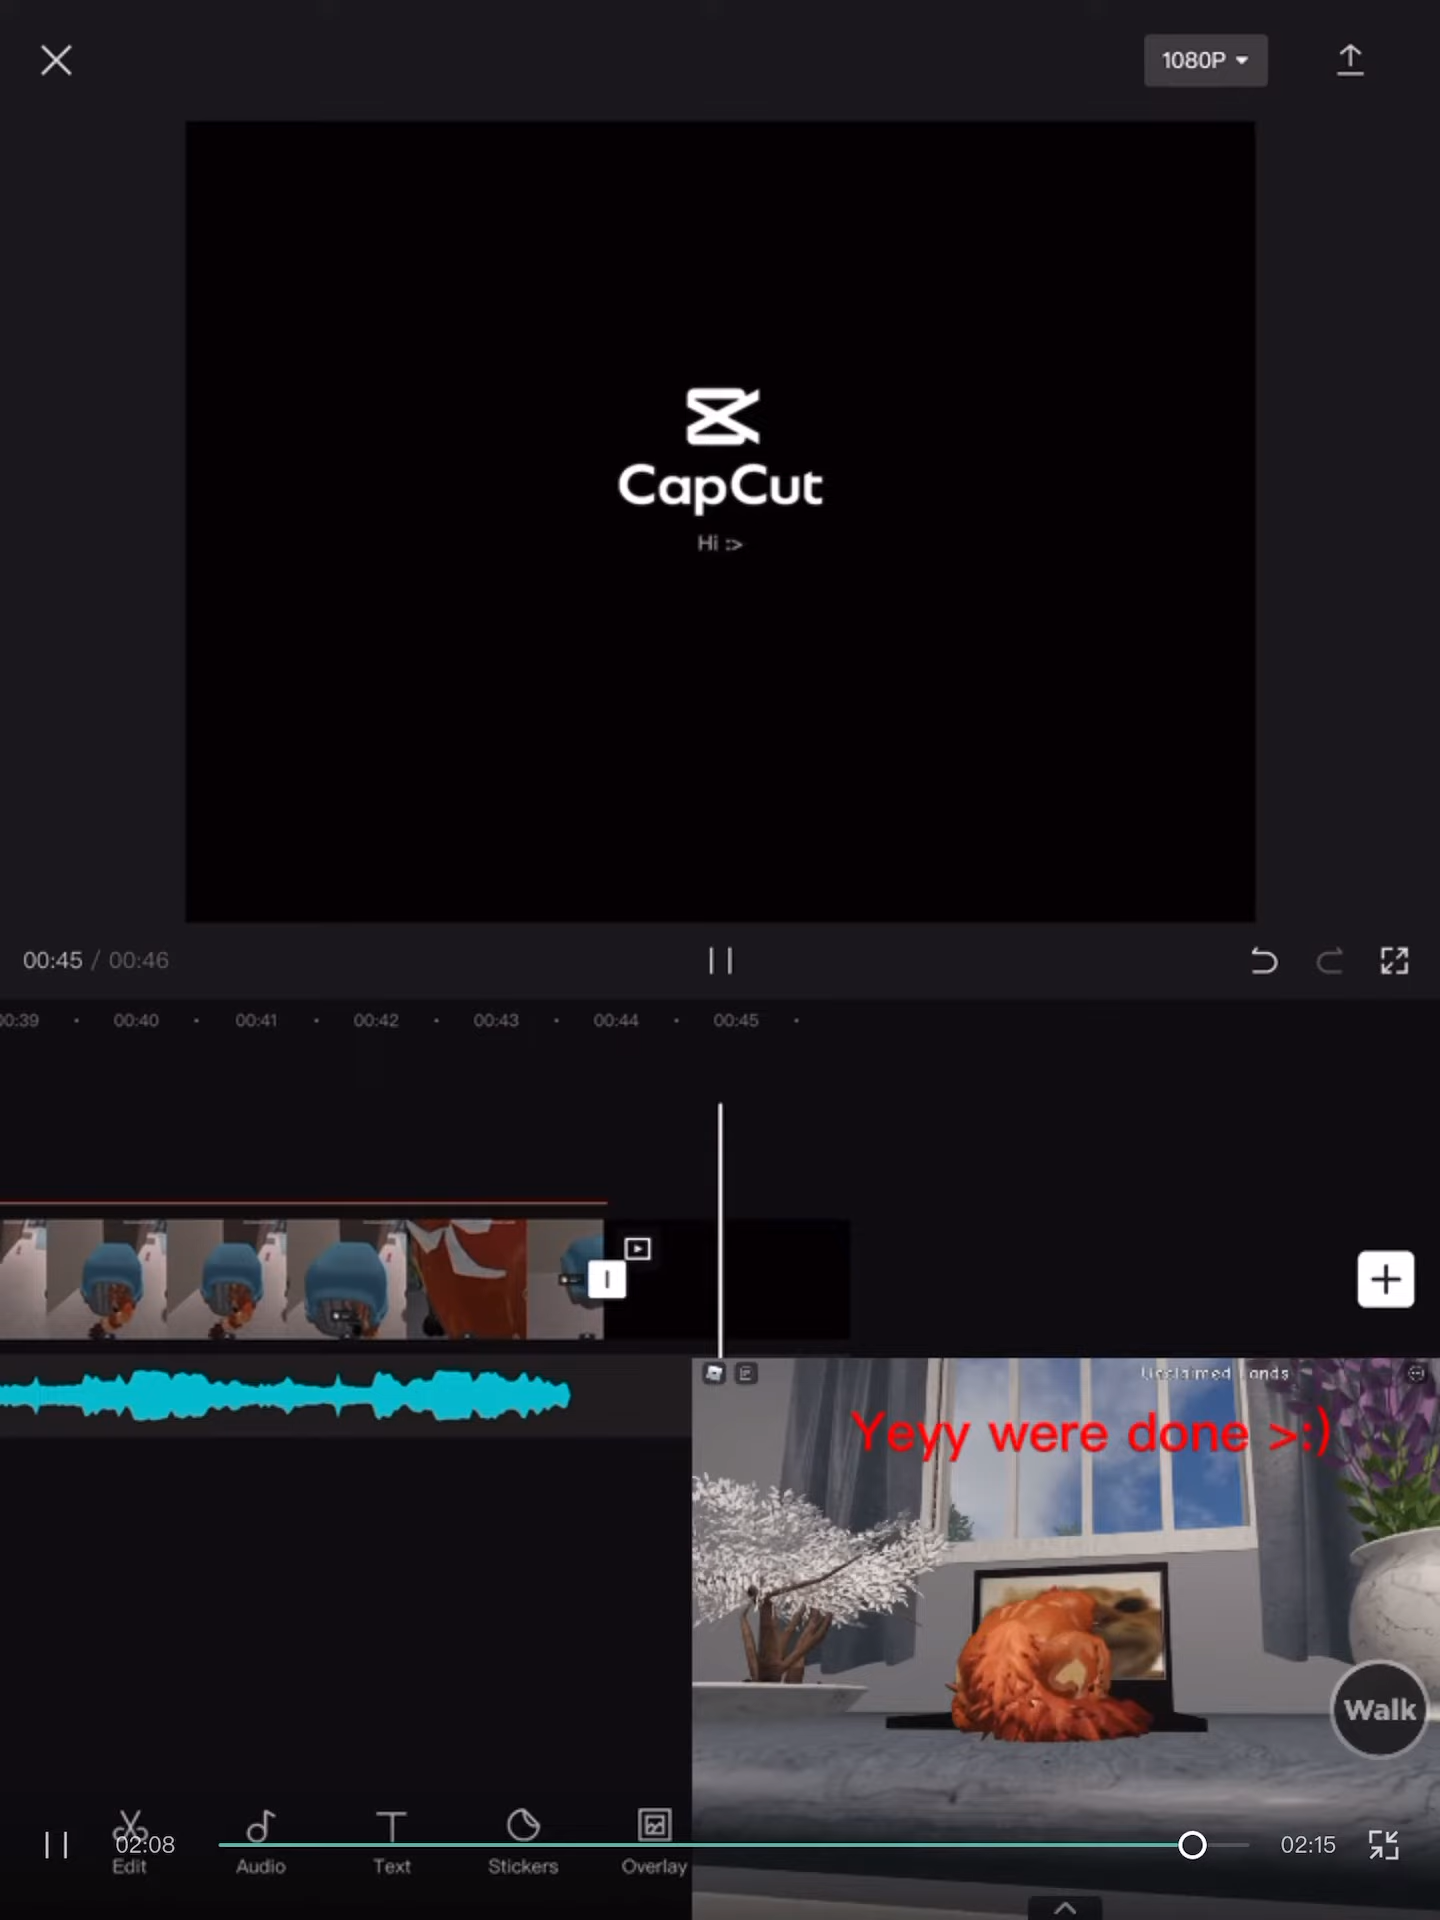 1080P
CapCut
Hi :>
00:45 / 00:46
00:39 00:40 00:41 00:42 00:43 00:44 00:45
Unclaimed Lands
Yeyy were done >:)
Walk
02:08 02:15
Edit Audio Text Stickers Overlay